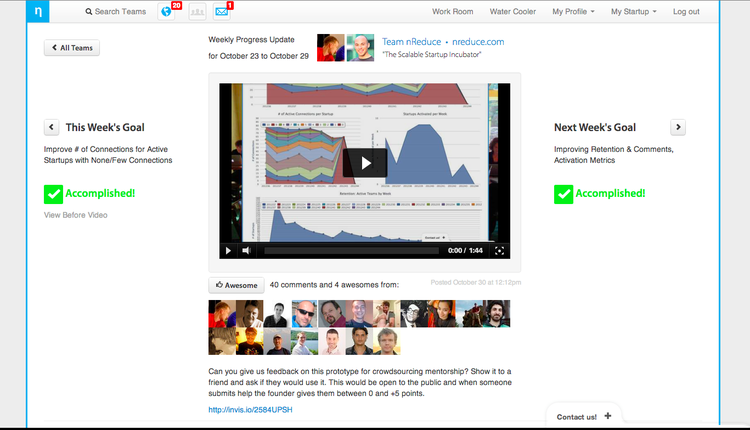 η
Search Teams
20
1
Work Room
Water Cooler
My Profile
My Startup
Log out
All Teams
Weekly Progress Update
for October 23 to October 29
Team nReduce • nreduce.com
"The Scalable Startup Incubator"
This Week's Goal
Improve # of Connections for Active
Startups with None/Few Connections
Accomplished!
View Before Video
# of Active Connections per Startup
Startups Activated per Week
Retention: Active Teams by Week
Contact us!
0:00 / 1:44
Next Week's Goal
Improving Retention & Comments,
Activation Metrics
Accomplished!
Awesome
40 comments and 4 awesomes from:
Posted October 30 at 12:12pm
Can you give us feedback on this prototype for crowdsourcing mentorship? Show it to a
friend and ask if they would use it. This would be open to the public and when someone
submits help the founder gives them between 0 and +5 points.
http://invis.io/2584UPSH
Contact us! +